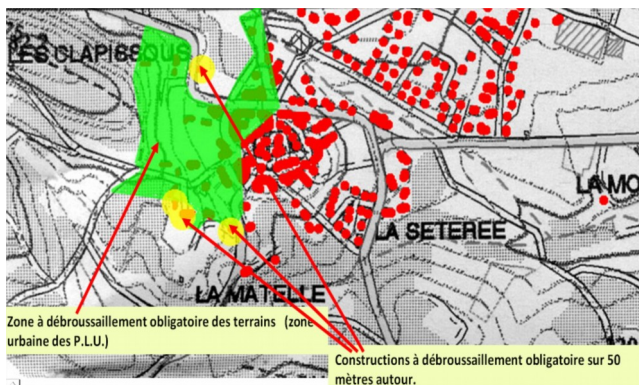 LES CLAPISSOUS
LA MO
LA SETEREE
LA MATELLE
Zone à débroussaillement obligatoire des terrains (zone
urbaine des P.L.U.)
Constructions à débroussaillement obligatoire sur 50
mètres autour.